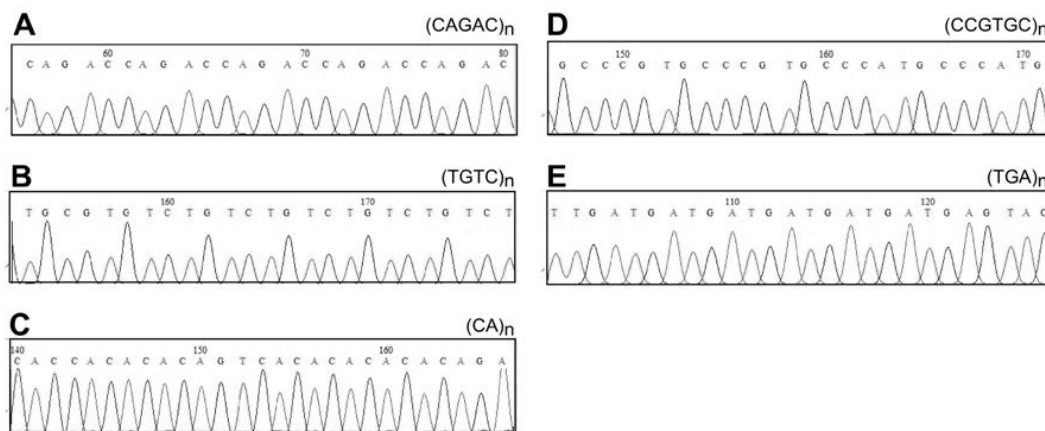 A
(CAGAC)n
60 70 80
C A G A C C A G A C C A G A C C A G A C C A G A C
B
(TGTC)n
160 170
T G C G T G T C T G T C T G T C T G T C T G T C T
C
(CA)n
140 150 160
C A C C A C A C A C A G T C A C A C A C A C A C A G A
D
(CCGTGC)n
150 160 170
G C C C G T G C C C G T G C C C A T G C C C A T G
E
(TGA)n
110 120
T T G A T G A T G A T G A T G A T G A T G A G T A G